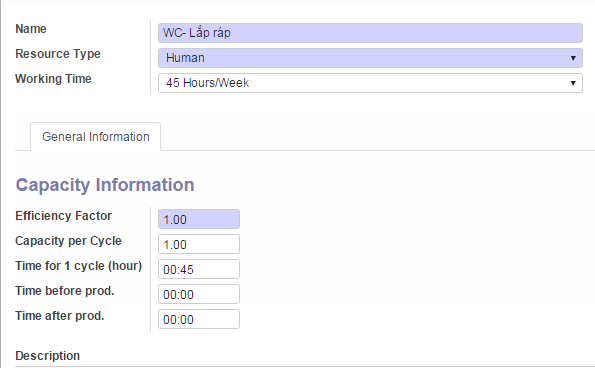 Name WC- Lắp ráp
Resource Type Human
Working Time 45 Hours/Week
General Information
Capacity Information
Efficiency Factor 1.00
Capacity per Cycle 1.00
Time for 1 cycle (hour) 00:45
Time before prod. 00:00
Time after prod. 00:00
Description